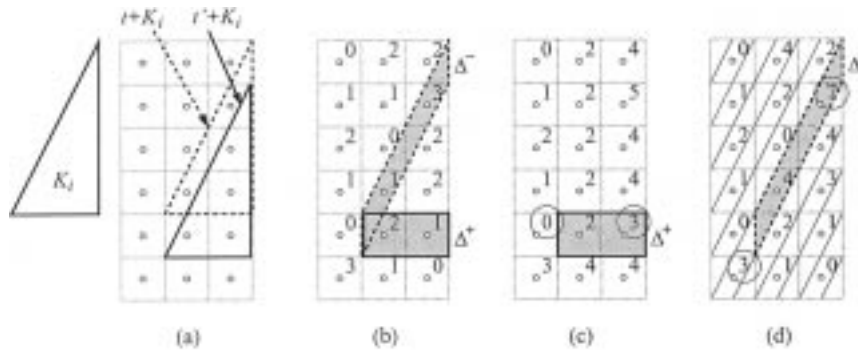 t+K_i t'+K_i
0 2 2 Δ⁻ 0 2 4 0 4 2 Δ⁻
1 1 1 2 5 1 2
2 0 2 2 2 4 2 0 4
K_i
1 1 2 1 2 4 1 4 3
0 2 1 Δ⁺ 0 2 3 Δ⁺ 0 2 1
3 1 0 3 4 4 3 1 0
(a) (b) (c) (d)